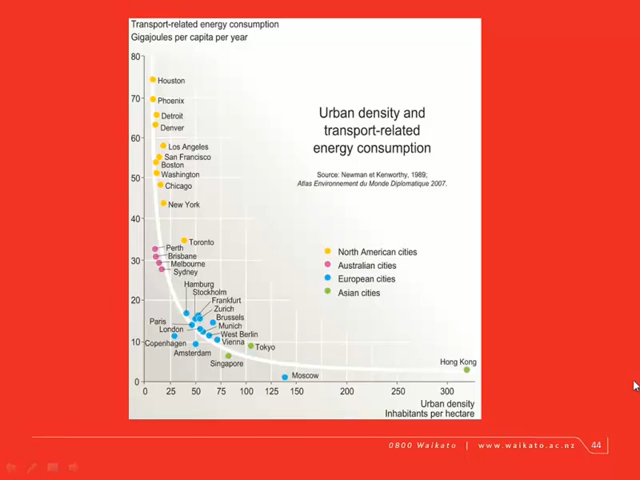 Transport-related energy consumption
Gigajoules per capita per year
80
Houston
70
Phoenix
Detroit
Denver
60
Los Angeles
San Francisco
Boston
Washington
50
Chicago
New York
40
Toronto
Perth
Brisbane
30
Melbourne
Sydney
Hamburg
Stockholm
20
Frankfurt
Zurich
Brussels
Paris
Munich
London
West Berlin
10
Copenhagen
Vienna
Tokyo
Amsterdam
Singapore
Hong Kong
Moscow
0
0 25 50 75 100 125 150 200 250 300
Urban density
Inhabitants per hectare
Urban density and
transport-related
energy consumption
Source: Newman et Kenworthy, 1989;
Atlas Environnement du Monde Diplomatique 2007.
North American cities
Australian cities
European cities
Asian cities
0800 Waikato | www.waikato.ac.nz 44